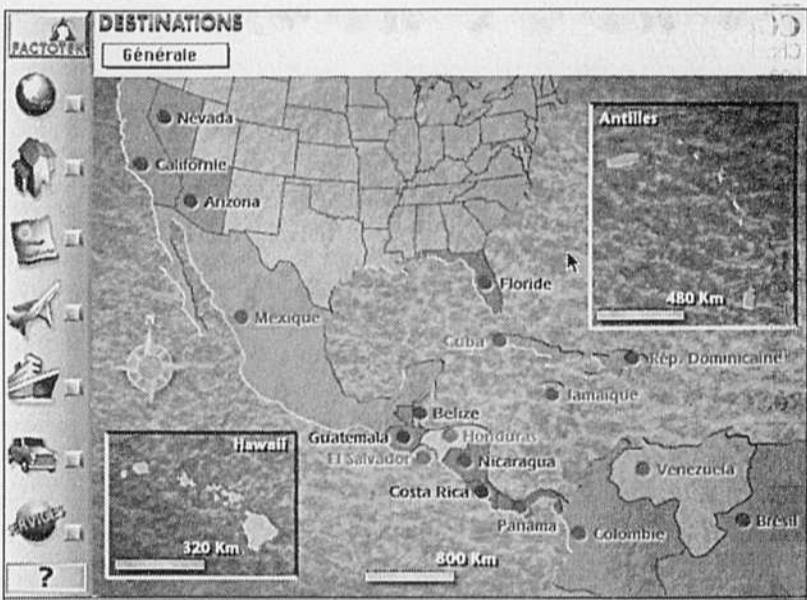 FACTOTEK
DESTINATIONS
Générale
Antilles
Nevada
Californie
Arizona
Floride
480 Km
Mexique
Cuba
Rép. Dominicaine
Jamaïque
Belize
Guatemala
Honduras
Hawaii
El Salvador
Nicaragua
Venezuela
Costa Rica
Panama
Brésil
Colombie
320 Km
800 Km
SERVICES
?
N